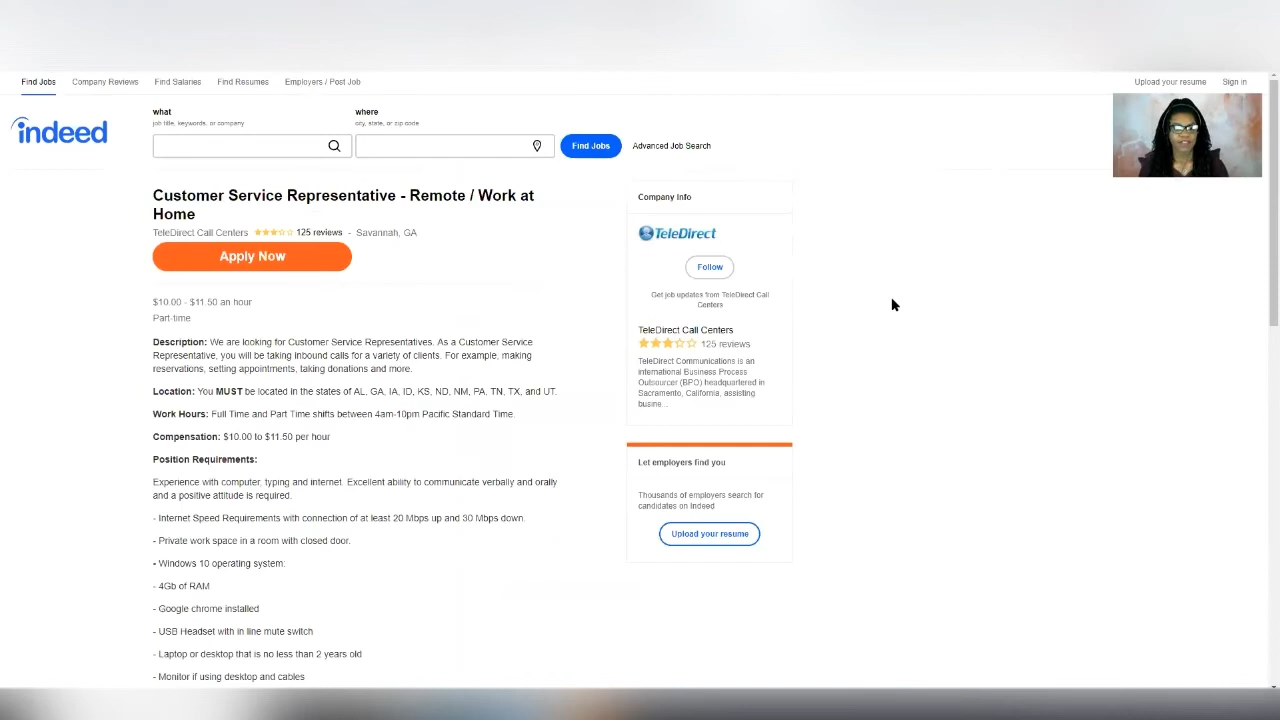 Find Jobs Company Reviews Find Salaries Find Resumes Employers / Post Job Upload your resume Sign in
indeed
what
job title, keywords, or company
where
city, state, or zip code
Find Jobs Advanced Job Search
Customer Service Representative - Remote / Work at
Home
TeleDirect Call Centers 125 reviews - Savannah, GA
Apply Now
$10.00 - $11.50 an hour
Part-time
Description: We are looking for Customer Service Representatives. As a Customer Service
Representative, you will be taking inbound calls for a variety of clients. For example, making
reservations, setting appointments, taking donations and more.
Location: You MUST be located in the states of AL, GA, IA, ID, KS, ND, NM, PA, TN, TX, and UT.
Work Hours: Full Time and Part Time shifts between 4am-10pm Pacific Standard Time.
Compensation: $10.00 to $11.50 per hour
Position Requirements:
Experience with computer, typing and internet. Excellent ability to communicate verbally and orally
and a positive attitude is required.
- Internet Speed Requirements with connection of at least 20 Mbps up and 30 Mbps down.
- Private work space in a room with closed door.
- Windows 10 operating system:
- 4Gb of RAM
- Google chrome installed
- USB Headset with in line mute switch
- Laptop or desktop that is no less than 2 years old
- Monitor if using desktop and cables
Company Info
TeleDirect
Follow
Get job updates from TeleDirect Call
Centers
TeleDirect Call Centers
125 reviews
TeleDirect Communications is an
international Business Process
Outsourcer (BPO) headquartered in
Sacramento, California, assisting
busine...
Let employers find you
Thousands of employers search for
candidates on Indeed
Upload your resume